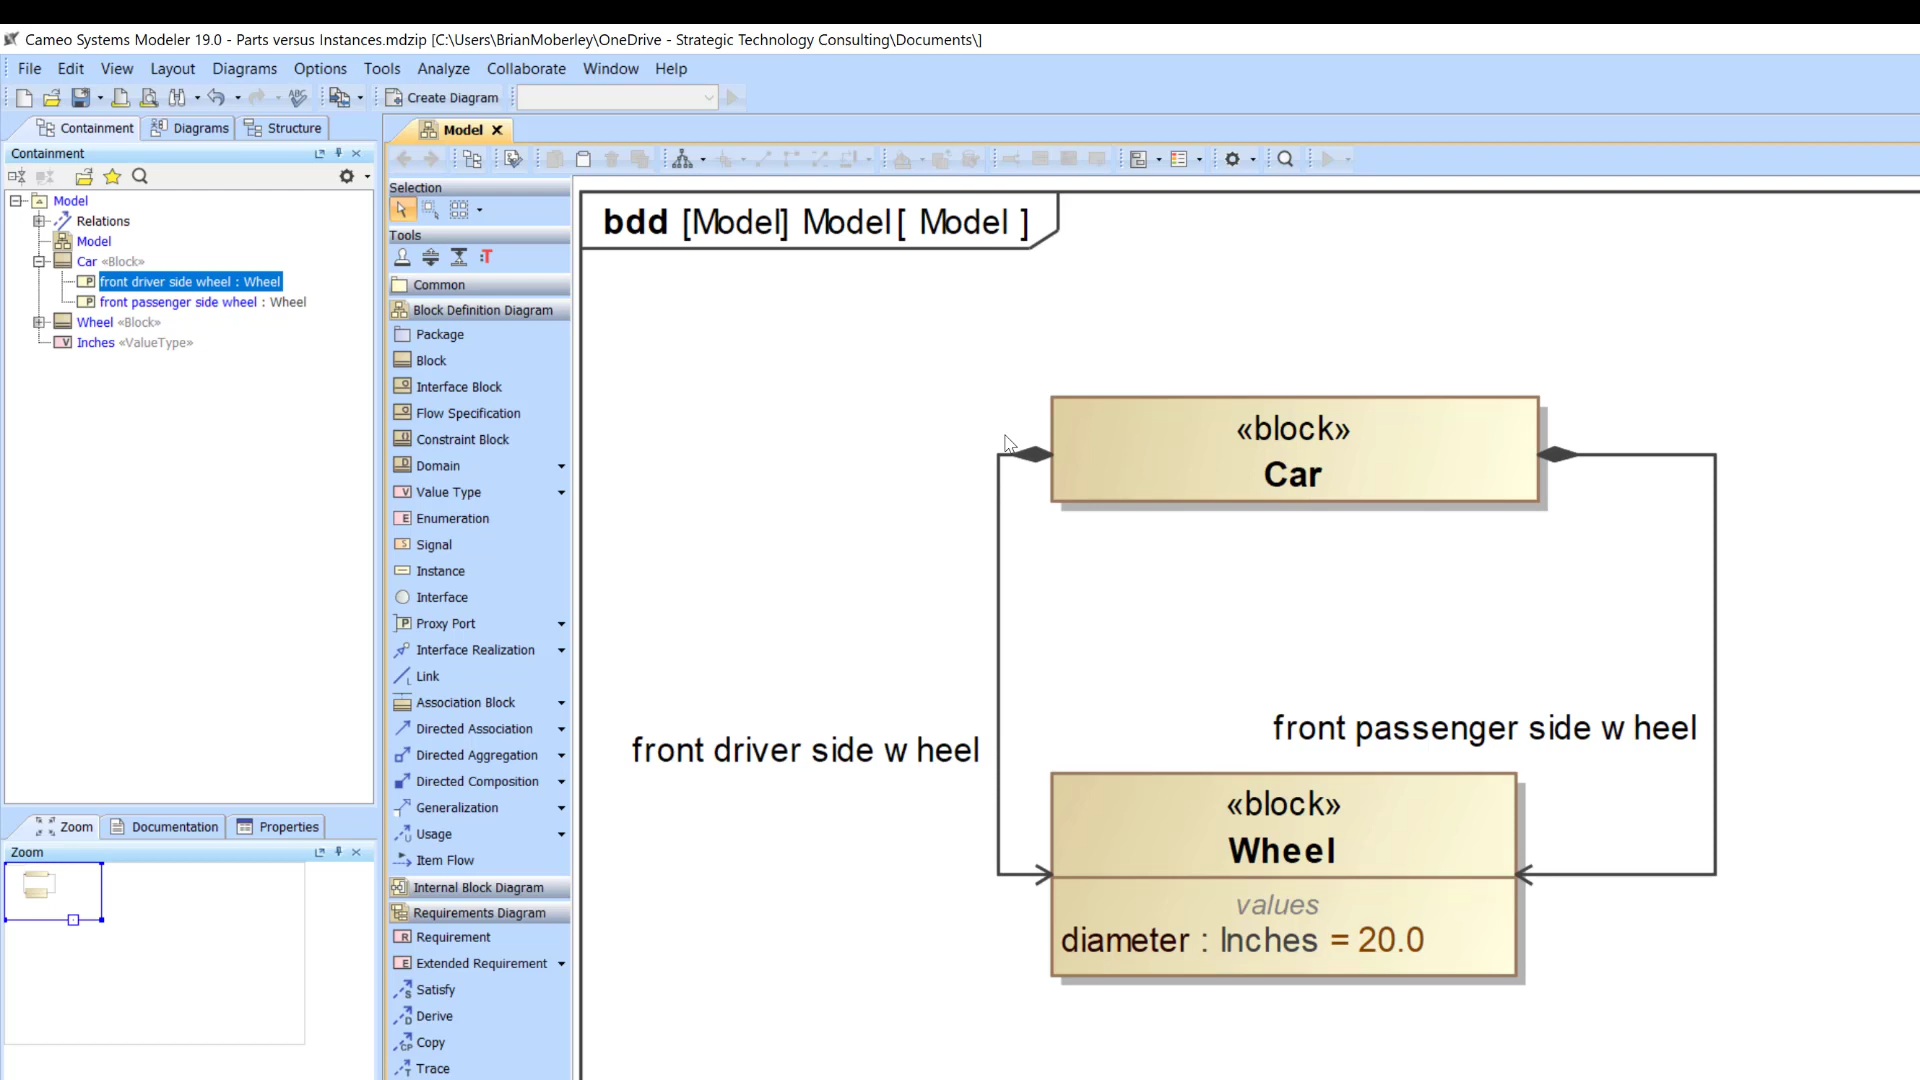 Cameo Systems Modeler 19.0 - Parts versus Instances.mdzip [C:\Users\BrianMoberley\OneDrive - Strategic Technology Consulting\Documents\]
File Edit View Layout Diagrams Options Tools Analyze Collaborate Window Help
ABC Create Diagram
Containment Diagrams Structure
Containment
Model
Relations
Model
Car «Block»
P front driver side wheel : Wheel
P front passenger side wheel : Wheel
Wheel «Block»
V Inches «ValueType»
Zoom Documentation Properties
Zoom
Model
Selection
Tools
T
Common
Block Definition Diagram
Package
Block
Interface Block
Flow Specification
Constraint Block
Domain
V Value Type
E Enumeration
S Signal
Instance
Interface
P Proxy Port
Interface Realization
L Link
Association Block
Directed Association
Directed Aggregation
Directed Composition
Generalization
U Usage
Item Flow
Internal Block Diagram
Requirements Diagram
R Requirement
E Extended Requirement
S Satisfy
D Derive
CP Copy
T Trace
bdd [Model] Model[ Model ]
«block»
Car
front passenger side w heel
front driver side w heel
«block»
Wheel
values
diameter : Inches = 20.0